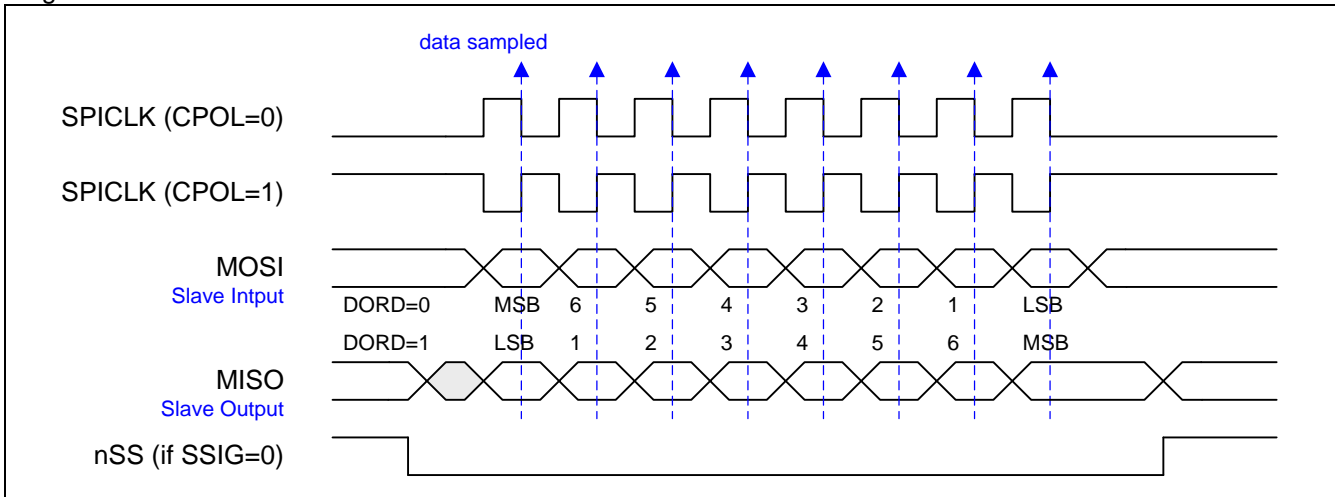 data sampled
SPICLK (CPOL=0)
SPICLK (CPOL=1)
MOSI
Slave Intput
DORD=0 MSB 6 5 4 3 2 1 LSB
DORD=1 LSB 1 2 3 4 5 6 MSB
MISO
Slave Output
nSS (if SSIG=0)